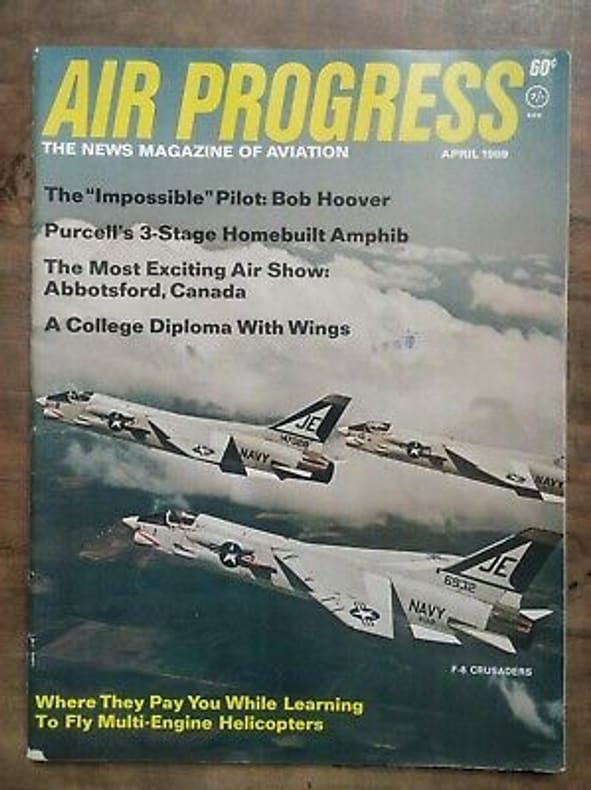 AIR PROGRESS
60¢
THE NEWS MAGAZINE OF AVIATION
APRIL 1969
The "Impossible" Pilot: Bob Hoover
Purcell's 3-Stage Homebuilt Amphib
The Most Exciting Air Show:
Abbotsford, Canada
A College Diploma With Wings
JE
NAVY
NAVY
JE
6932
NAVY
F-8 CRUSADERS
Where They Pay You While Learning
To Fly Multi-Engine Helicopters